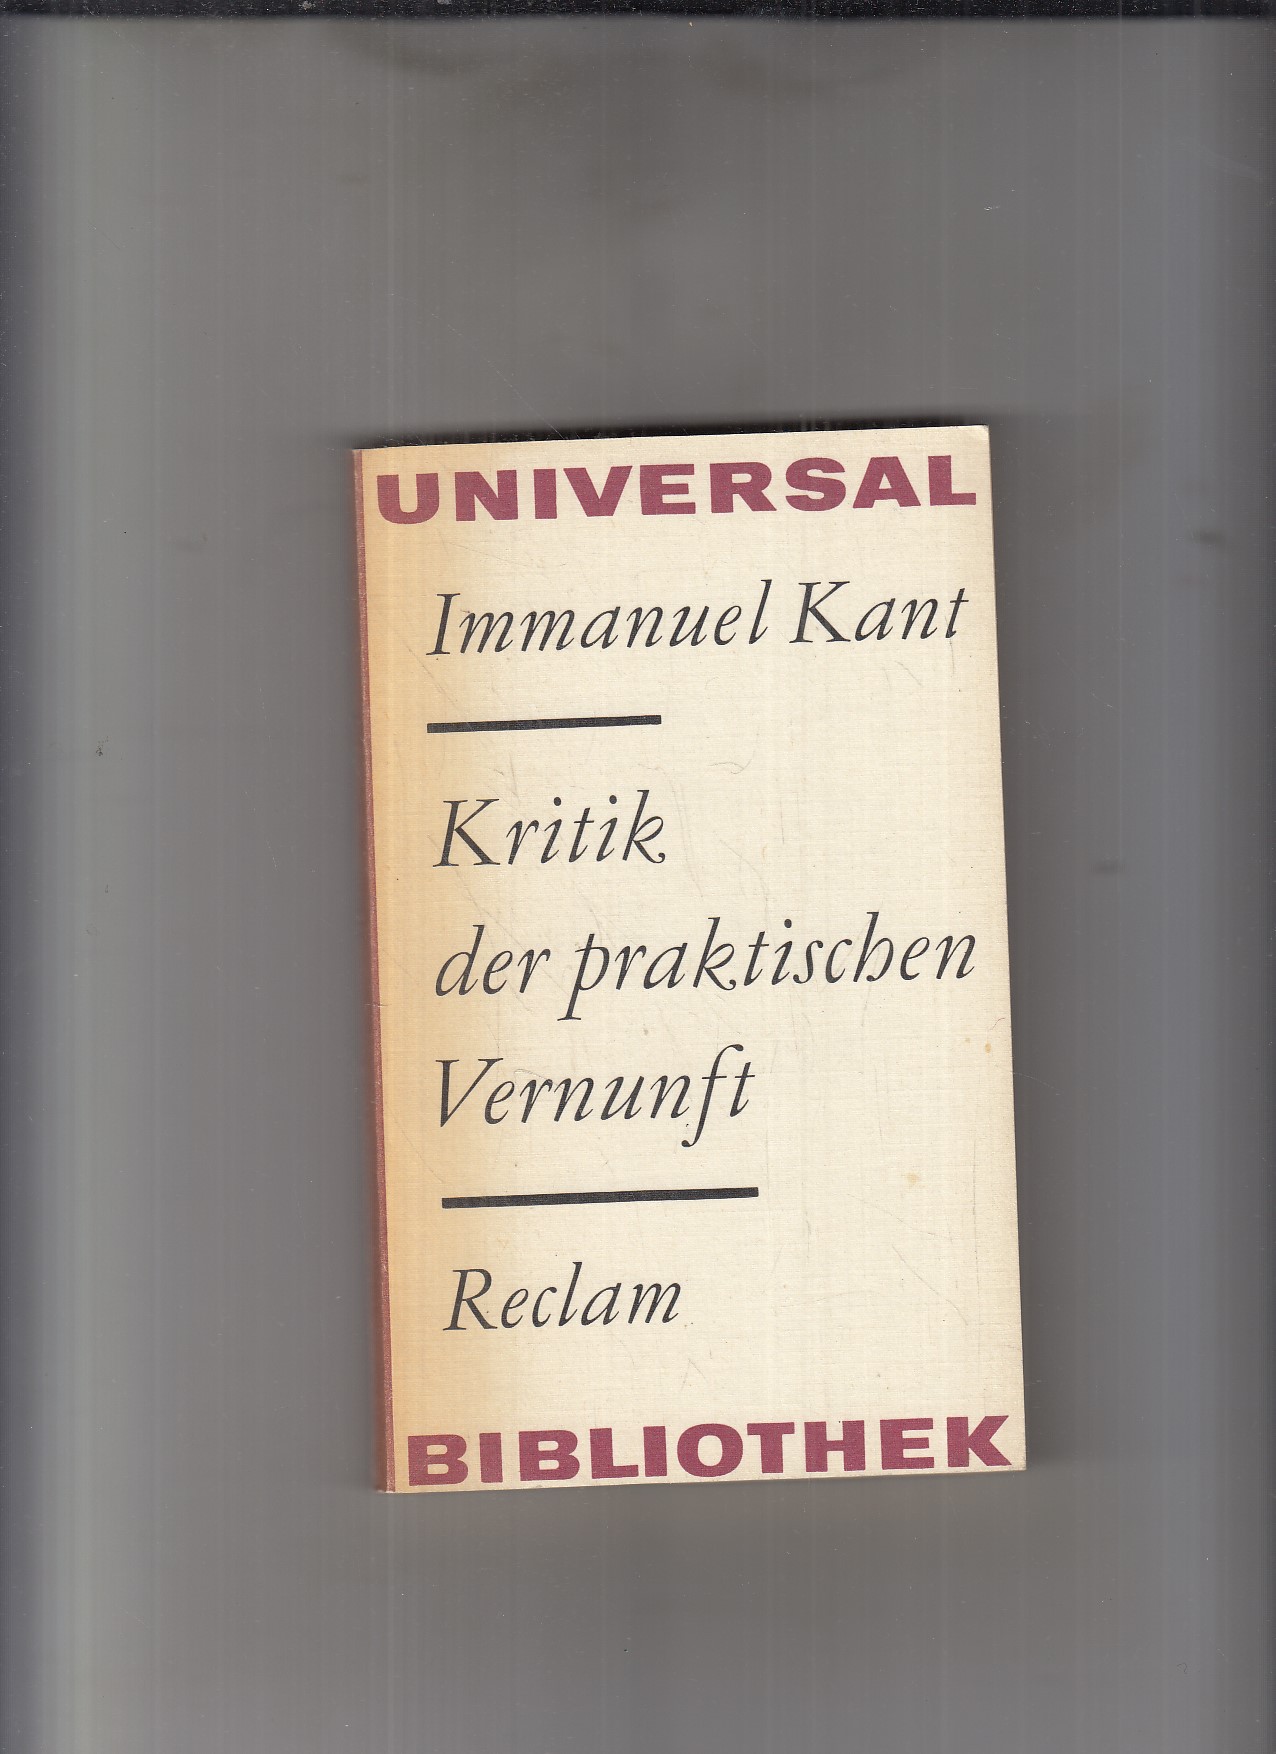 UNIVERSAL
Immanuel Kant
Kritik
der praktischen
Vernunft
Reclam
BIBLIOTHEK